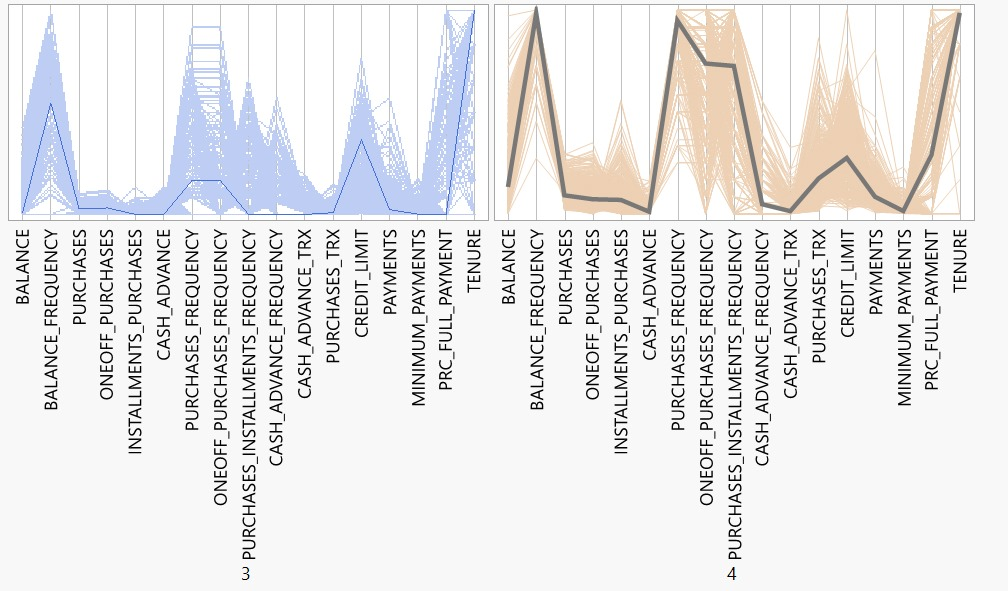 BALANCE
BALANCE_FREQUENCY
PURCHASES
ONEOFF_PURCHASES
INSTALLMENTS_PURCHASES
CASH_ADVANCE
PURCHASES_FREQUENCY
ONEOFF_PURCHASES_FREQUENCY
PURCHASES_INSTALLMENTS_FREQUENCY
CASH_ADVANCE_FREQUENCY
CASH_ADVANCE_TRX
PURCHASES_TRX
CREDIT_LIMIT
PAYMENTS
MINIMUM_PAYMENTS
PRC_FULL_PAYMENT
TENURE
3
BALANCE
BALANCE_FREQUENCY
PURCHASES
ONEOFF_PURCHASES
INSTALLMENTS_PURCHASES
CASH_ADVANCE
PURCHASES_FREQUENCY
ONEOFF_PURCHASES_FREQUENCY
PURCHASES_INSTALLMENTS_FREQUENCY
CASH_ADVANCE_FREQUENCY
CASH_ADVANCE_TRX
PURCHASES_TRX
CREDIT_LIMIT
PAYMENTS
MINIMUM_PAYMENTS
PRC_FULL_PAYMENT
TENURE
4